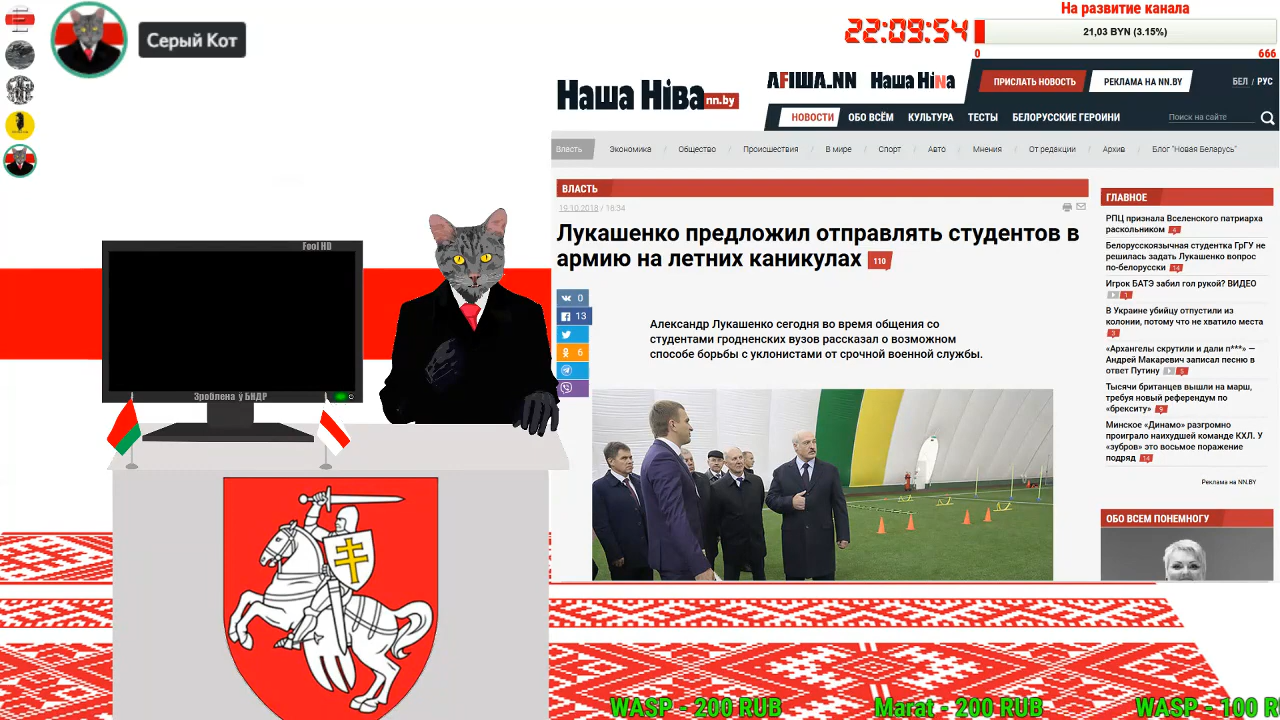 Серый Кот
22:09:54
На развитие канала
21,03 BYN (3.15%)
0
666
Наша Ніва nn.by
AFIША.NN
Наша НіNа
ПРИСЛАТЬ НОВОСТЬ
РЕКЛАМА НА NN.BY
БЕЛ / РУС
НОВОСТИ
ОБО ВСЁМ
КУЛЬТУРА
ТЕСТЫ
БЕЛОРУССКИЕ ГЕРОИНИ
Поиск на сайте
Власть
Экономика
Общество
Происшествия
В мире
Спорт
Авто
Мнения
От редакции
Архив
Блог "Новая Беларусь"
ВЛАСТЬ
19.10.2018 / 16:34
Лукашенко предложил отправлять студентов в
армию на летних каникулах 110
0
13
6
Александр Лукашенко сегодня во время общения со
студентами гродненских вузов рассказал о возможном
способе борьбы с уклонистами от срочной военной службы.
ГЛАВНОЕ
РПЦ признала Вселенского патриарха
раскольником
Белорусскоязычная студентка ГрГУ не
решилась задать Лукашенко вопрос
по-белорусски 14
Игрок БАТЭ забил гол рукой? ВИДЕО
1
В Украине убийцу отпустили из
колонии, потому что не хватило места
3
«Архангелы скрутили и дали п***» —
Андрей Макаревич записал песню в
ответ Путину 5
Тысячи британцев вышли на марш,
требуя новый референдум по
«брекситу» 9
Минское «Динамо» разгромно
проиграло наихудшей команде КХЛ. У
«зубров» это восьмое поражение
подряд 14
Реклама на NN.BY
ОБО ВСЕМ ПОНЕМНОГУ
Fool HD
Зроблена ў БНДР
WASP - 200 RUB
Marat - 200 RUB
WASP - 100 R